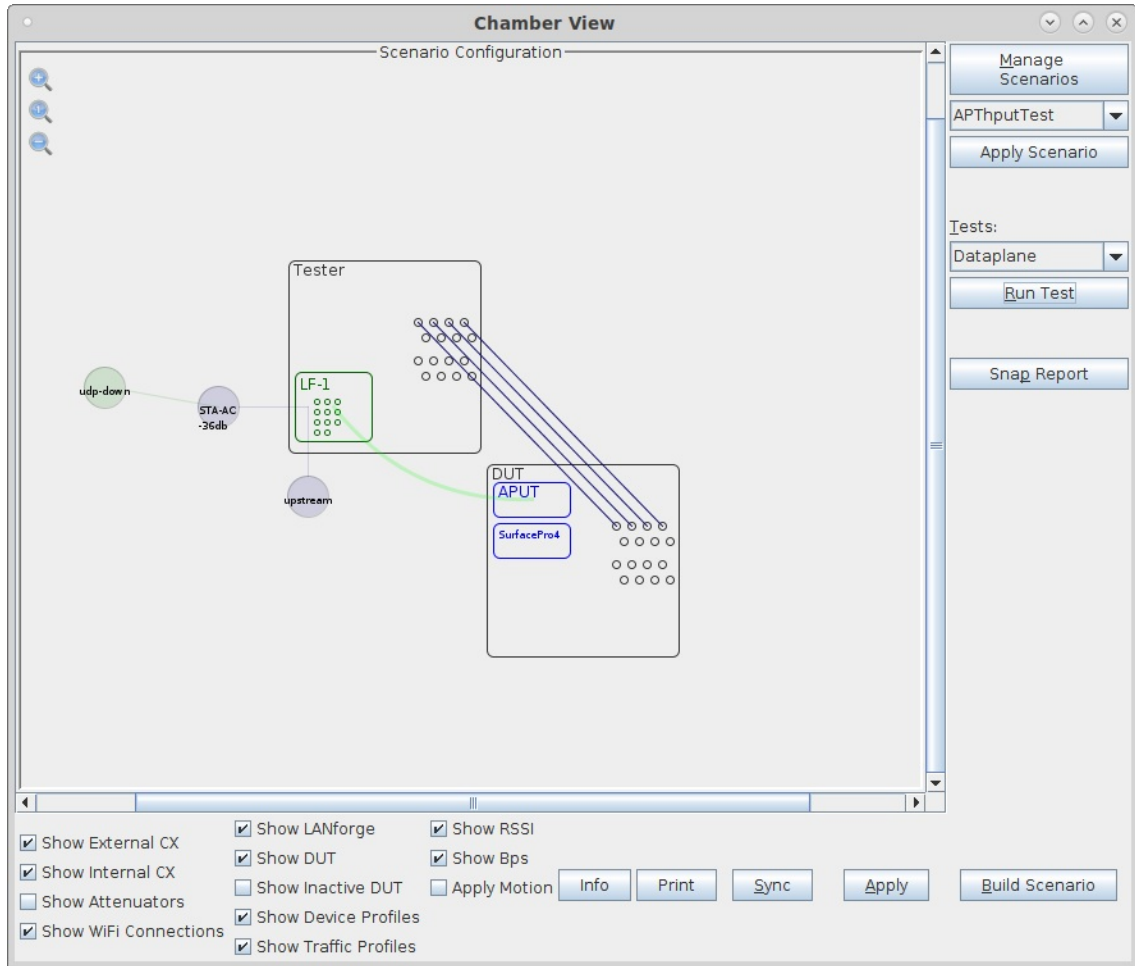 Chamber View
Scenario Configuration
Manage
Scenarios
APThputTest
Apply Scenario
Tests:
Dataplane
Run Test
Snap Report
Tester
LF-1
udp-down
STA-AC
-36db
upstream
DUT
APUT
SurfacePro4
Show External CX
Show Internal CX
Show Attenuators
Show WiFi Connections
Show LANforge
Show DUT
Show Inactive DUT
Show Device Profiles
Show Traffic Profiles
Show RSSI
Show Bps
Apply Motion
Info
Print
Sync
Apply
Build Scenario